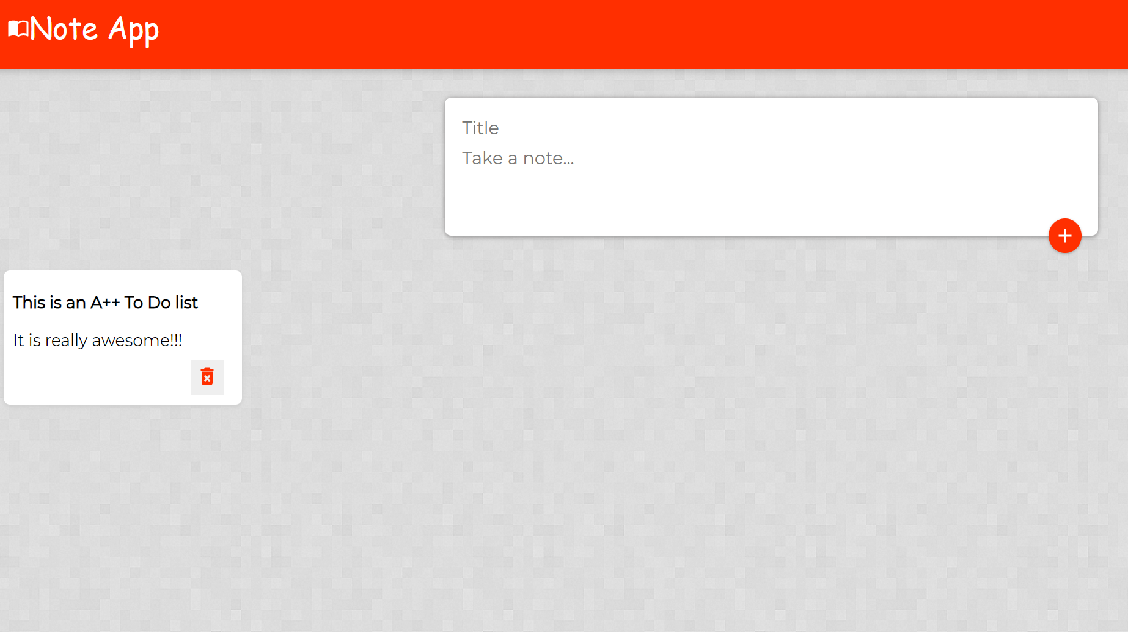 Note App
Title
Take a note...
This is an A++ To Do list
It is really awesome!!!